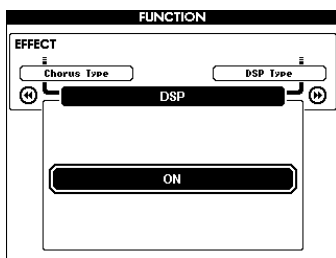 FUNCTION
EFFECT
Chorus Type
DSP Type
DSP
ON